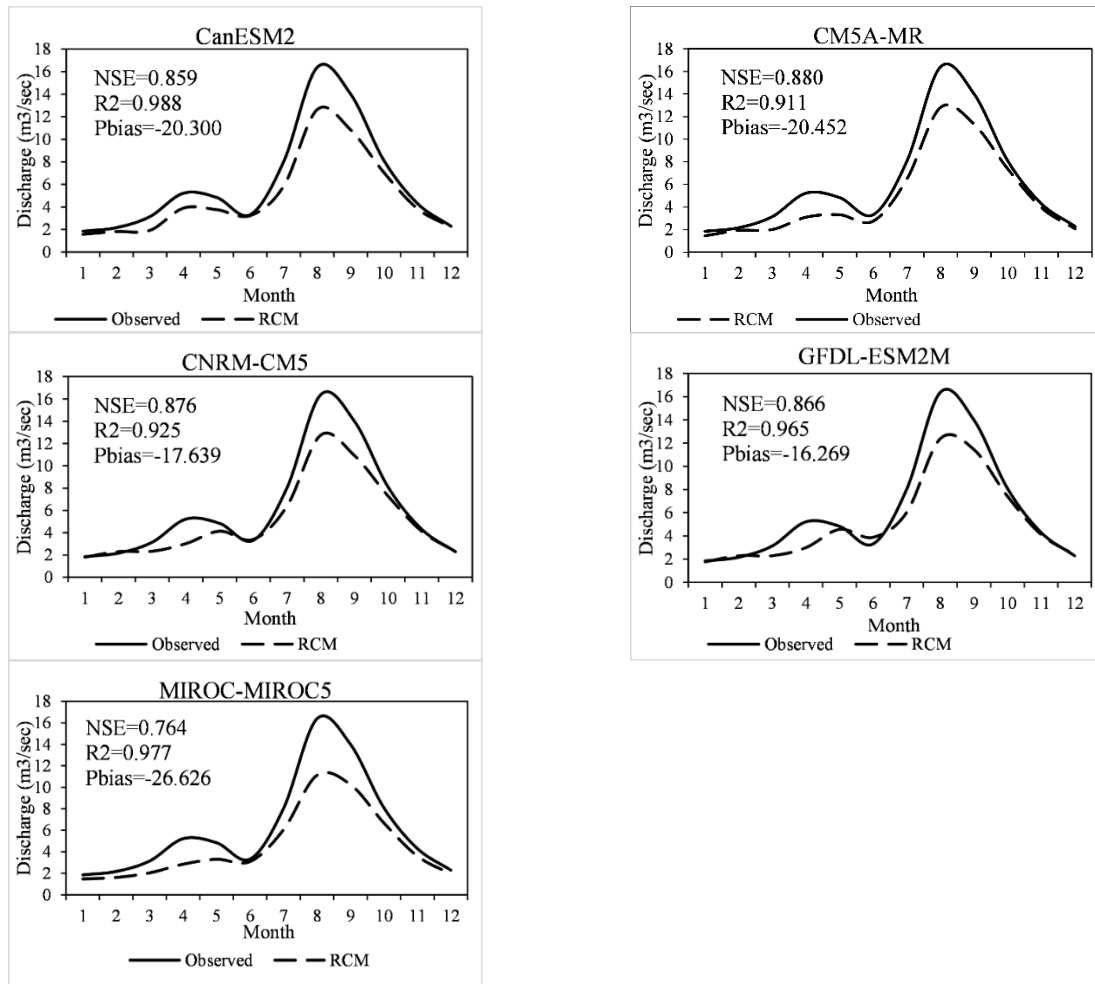 CanESM2
18
16
14
12
10
8
6
4
2
0
Discharge (m3/sec)
NSE=0.859
R2=0.988
Pbias=-20.300
1 2 3 4 5 6 7 8 9 10 11 12
Month
Observed RCM
CM5A-MR
18
16
14
12
10
8
6
4
2
0
Discharge (m3/sec)
NSE=0.880
R2=0.911
Pbias=-20.452
1 2 3 4 5 6 7 8 9 10 11 12
Month
RCM Observed
CNRM-CM5
18
16
14
12
10
8
6
4
2
0
Discharge (m3/sec)
NSE=0.876
R2=0.925
Pbias=-17.639
1 2 3 4 5 6 7 8 9 10 11 12
Month
Observed RCM
GFDL-ESM2M
18
16
14
12
10
8
6
4
2
0
Discharge (m3/sec)
NSE=0.866
R2=0.965
Pbias=-16.269
1 2 3 4 5 6 7 8 9 10 11 12
Month
Observed RCM
MIROC-MIROC5
18
16
14
12
10
8
6
4
2
0
Discharge (m3/sec)
NSE=0.764
R2=0.977
Pbias=-26.626
1 2 3 4 5 6 7 8 9 10 11 12
Month
Observed RCM